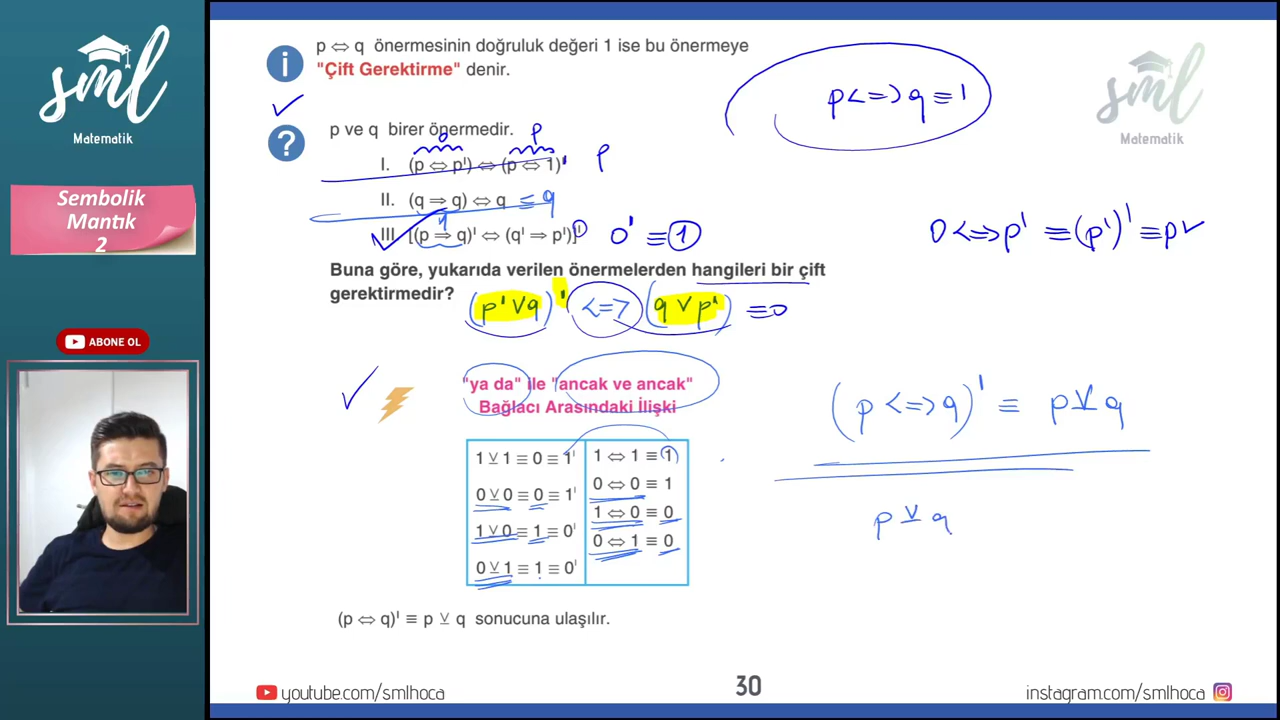 sml
Matematik
Sembolik
Mantık
2
ABONE OL
i
p ⇔ q önermesinin doğruluk değeri 1 ise bu önermeye
"Çift Gerektirme" denir.
p<=>q ≡ 1
sml
Matematik
?
p ve q birer önermedir.
0 p
I. (p ⇔ p') ⇔ (p ⇔ 1)' p
II. (q ⇒ q) ⇔ q ≡ q
1
III. [(p ⇒ q)' ⇔ (q' ⇒ p')]' 0' ≡ 1
0<=>p' ≡ (p')' ≡ p
Buna göre, yukarıda verilen önermelerden hangileri bir çift
gerektirmedir?
(p' ∨ q)' <=> (q ∨ p') ≡ 0
"ya da" ile "ancak ve ancak"
Bağlacı Arasındaki İlişki
(p <=> q)' ≡ p ⊻ q
1 ⊻ 1 ≡ 0 ≡ 1' 1 ⇔ 1 ≡ 1
0 ⊻ 0 ≡ 0 ≡ 1' 0 ⇔ 0 ≡ 1
1 ⊻ 0 ≡ 1 ≡ 0' 1 ⇔ 0 ≡ 0
0 ⊻ 1 ≡ 1 ≡ 0' 0 ⇔ 1 ≡ 0
p ⊻ q
(p ⇔ q)' ≡ p ⊻ q sonucuna ulaşılır.
youtube.com/smlhoca
30
instagram.com/smlhoca